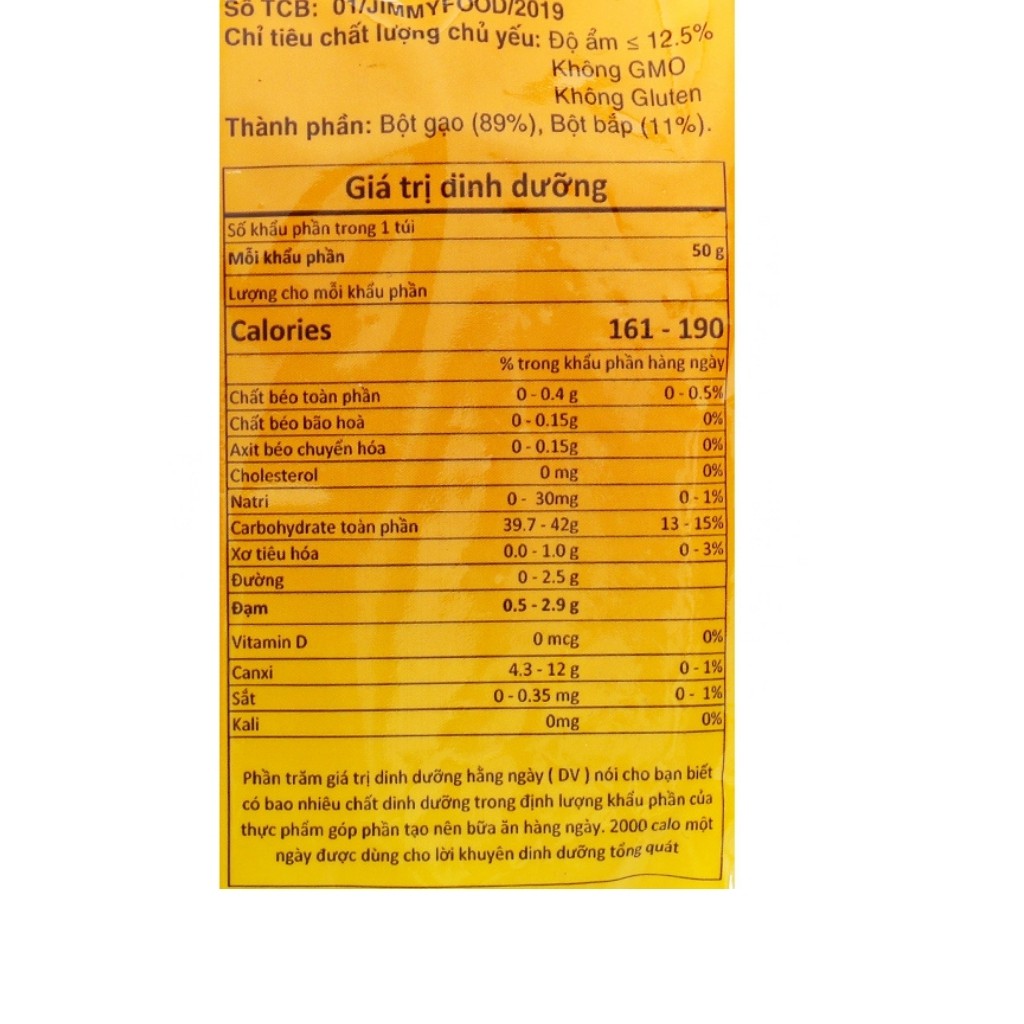 Số TCB: 01/JIMMYFOOD/2019
Chỉ tiêu chất lượng chủ yếu: Độ ẩm ≤ 12.5%
Không GMO
Không Gluten
Thành phần: Bột gạo (89%), Bột bắp (11%).
Giá trị dinh dưỡng
Số khẩu phần trong 1 túi
Mỗi khẩu phần 50 g
Lượng cho mỗi khẩu phần
Calories 161 - 190
% trong khẩu phần hàng ngày
Chất béo toàn phần 0 - 0.4 g 0 - 0.5%
Chất béo bão hoà 0 - 0.15g 0%
Axit béo chuyển hóa 0 - 0.15g 0%
Cholesterol 0 mg 0%
Natri 0 - 30mg 0 - 1%
Carbohydrate toàn phần 39.7 - 42g 13 - 15%
Xơ tiêu hóa 0.0 - 1.0 g 0 - 3%
Đường 0 - 2.5 g
Đạm 0.5 - 2.9 g
Vitamin D 0 mcg 0%
Canxi 4.3 - 12 g 0 - 1%
Sắt 0 - 0.35 mg 0 - 1%
Kali 0mg 0%
Phần trăm giá trị dinh dưỡng hằng ngày ( DV ) nói cho bạn biết
có bao nhiêu chất dinh dưỡng trong định lượng khẩu phần của
thực phẩm góp phần tạo nên bữa ăn hàng ngày. 2000 calo một
ngày được dùng cho lời khuyên dinh dưỡng tổng quát